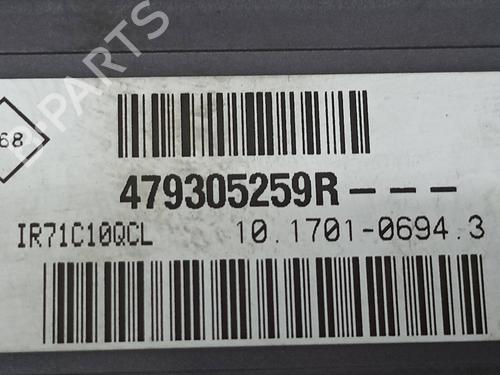 PARTS
68
479305259R---
IR71C10QCL 10.1701-0694.3